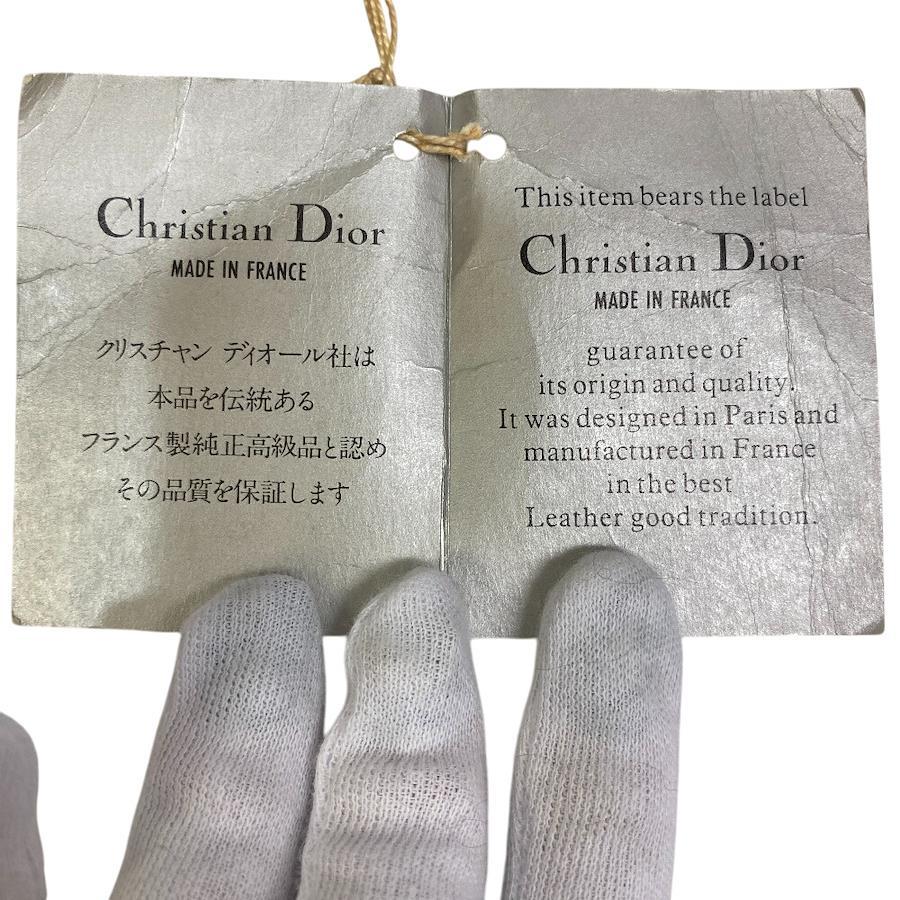 Christian Dior
MADE IN FRANCE
クリスチャン ディオール社は
本品を伝統ある
フランス製純正高級品と認め
その品質を保証します
This item bears the label
Christian Dior
MADE IN FRANCE
guarantee of
its origin and quality.
It was designed in Paris and
manufactured in France
in the best
Leather good tradition.